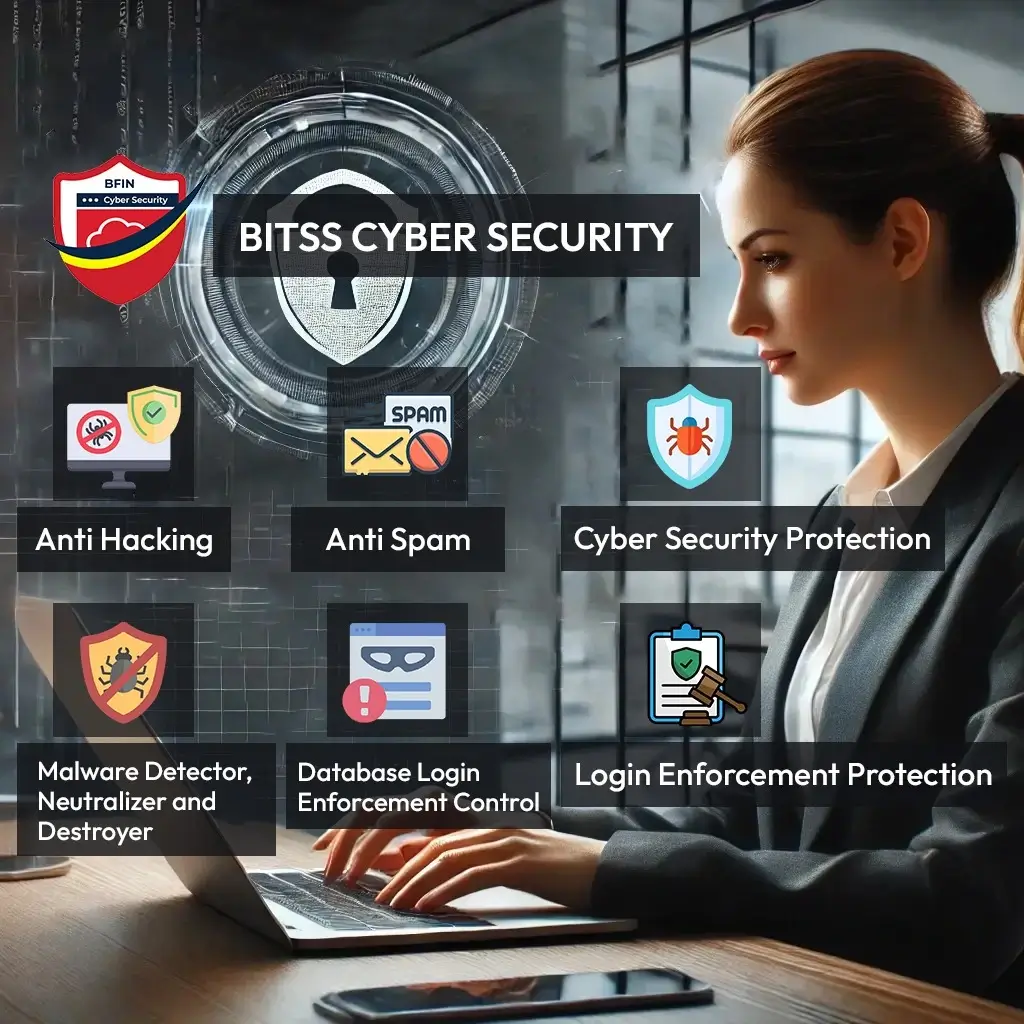 BFIN
Cyber Security
BITSS CYBER SECURITY
SPAM
Anti Hacking
Anti Spam
Cyber Security Protection
Malware Detector,
Neutralizer and
Destroyer
Database Login
Enforcement Control
Login Enforcement Protection